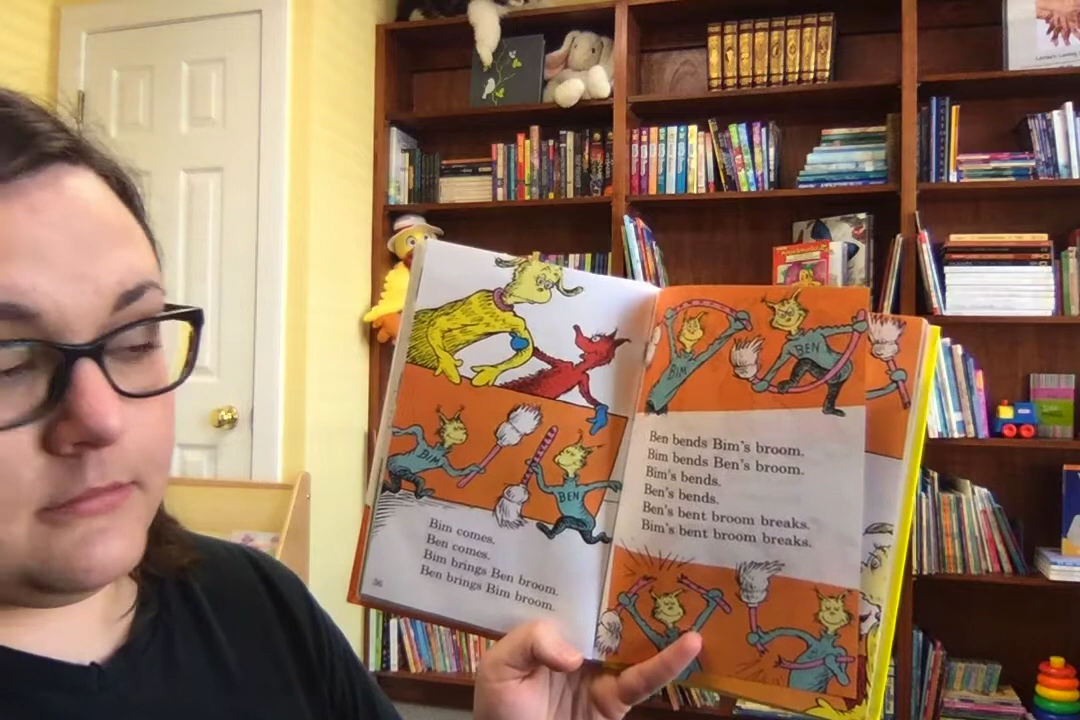 BIM
BEN
Bim comes.
Ben comes.
Bim brings Ben broom.
Ben brings Bim broom.
36
BIM
BEN
Ben bends Bim's broom.
Bim bends Ben's broom.
Bim's bends.
Ben's bends.
Ben's bent broom breaks.
Bim's bent broom breaks.